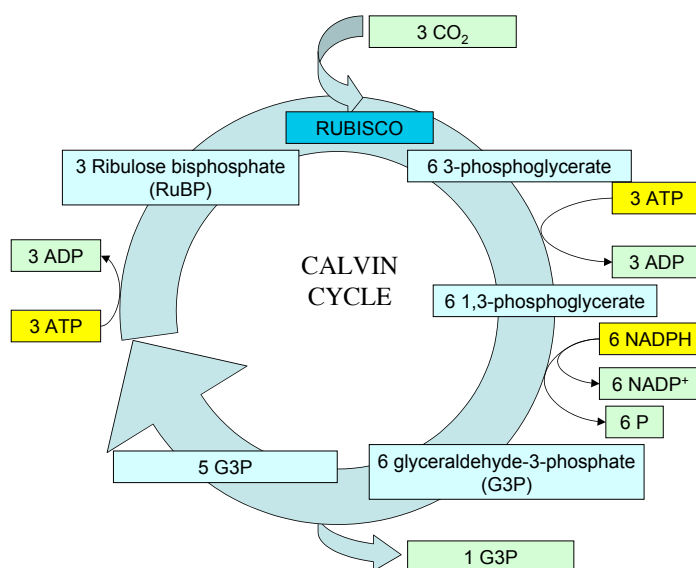 3 CO₂
RUBISCO
3 Ribulose bisphosphate
(RuBP)
6 3-phosphoglycerate
3 ATP
3 ADP
3 ADP
CALVIN
CYCLE
6 1,3-phosphoglycerate
3 ATP
6 NADPH
6 NADP⁺
6 P
5 G3P
6 glyceraldehyde-3-phosphate
(G3P)
1 G3P